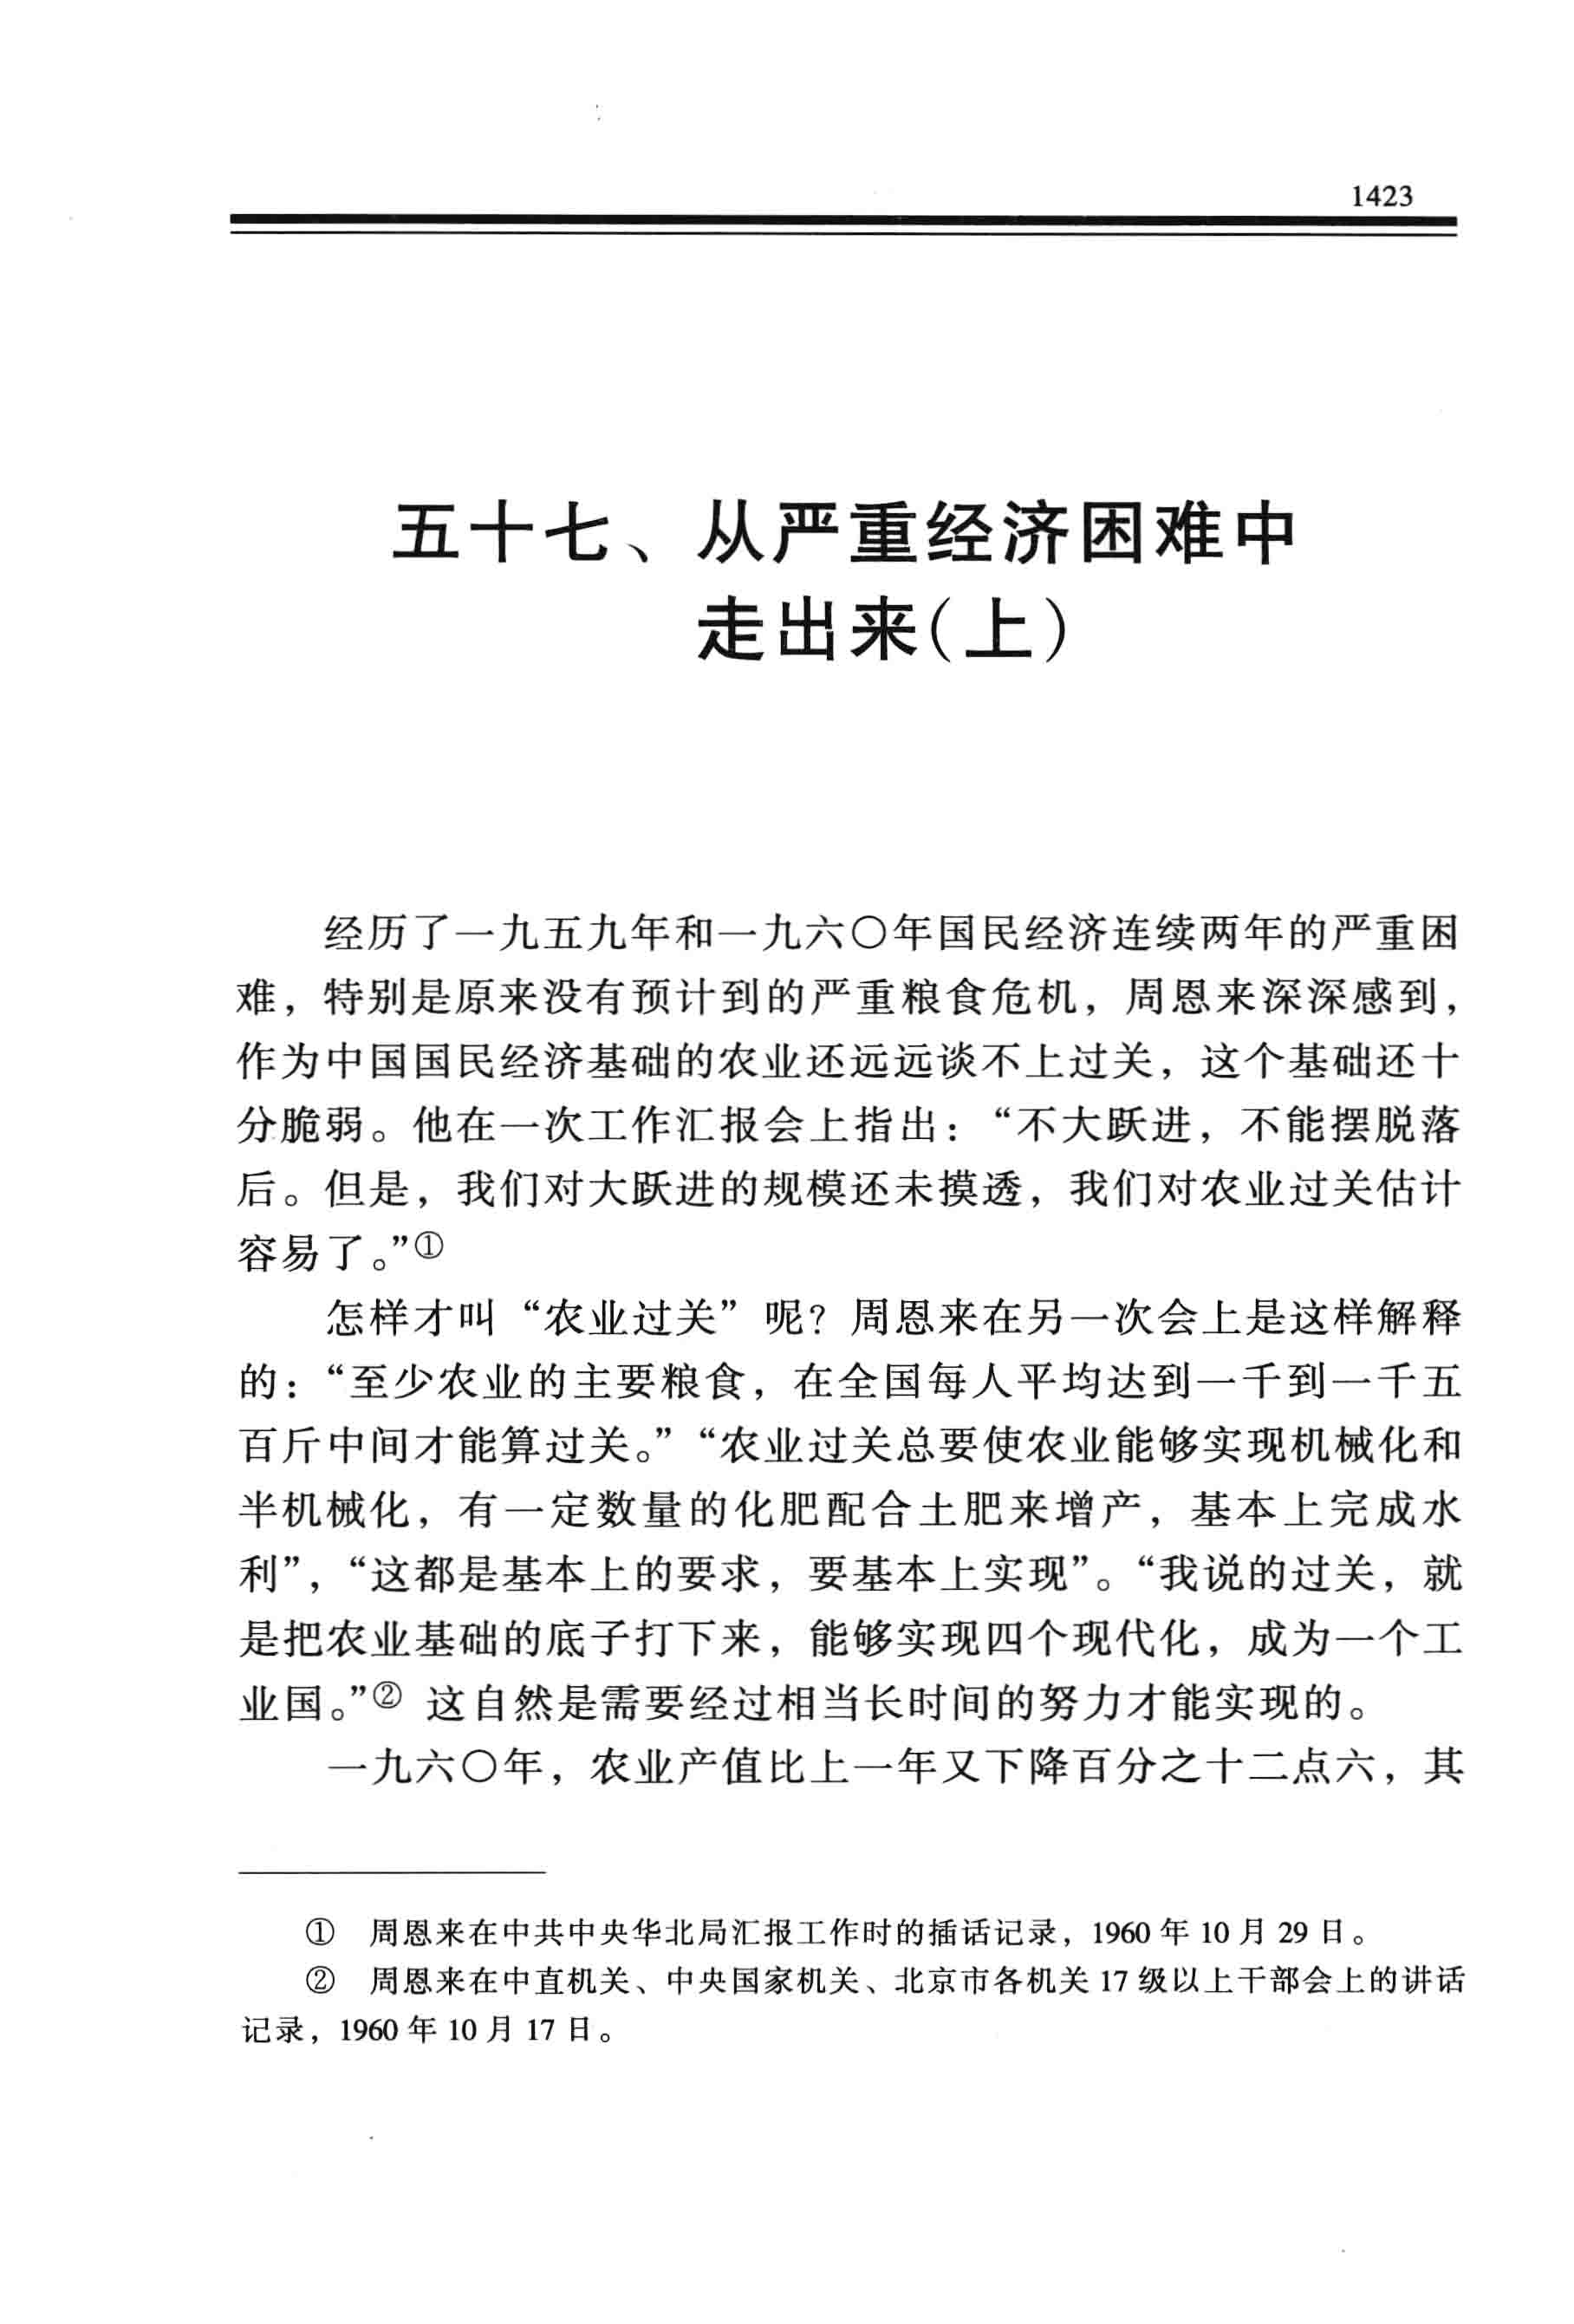 1423
五十七、从严重经济困难中
走出来(上)
经历了一九五九年和一九六〇年国民经济连续两年的严重困
难，特别是原来没有预计到的严重粮食危机，周恩来深深感到，
作为中国国民经济基础的农业还远远谈不上过关，这个基础还十
分脆弱。他在一次工作汇报会上指出：“不大跃进，不能摆脱落
后。但是，我们对大跃进的规模还未摸透，我们对农业过关估计
容易了。”①
怎样才叫“农业过关”呢？周恩来在另一次会上是这样解释
的：“至少农业的主要粮食，在全国每人平均达到一千到一千五
百斤中间才能算过关。”“农业过关总要使农业能够实现机械化和
半机械化，有一定数量的化肥配合土肥来增产，基本上完成水
利”，“这都是基本上的要求，要基本上实现”。“我说的过关，就
是把农业基础的底子打下来，能够实现四个现代化，成为一个工
业国。”② 这自然是需要经过相当长时间的努力才能实现的。
一九六〇年，农业产值比上一年又下降百分之十二点六，其
① 周恩来在中共中央华北局汇报工作时的插话记录，1960 年 10 月 29 日。
② 周恩来在中直机关、中央国家机关、北京市各机关 17 级以上干部会上的讲话
记录，1960 年 10 月 17 日。